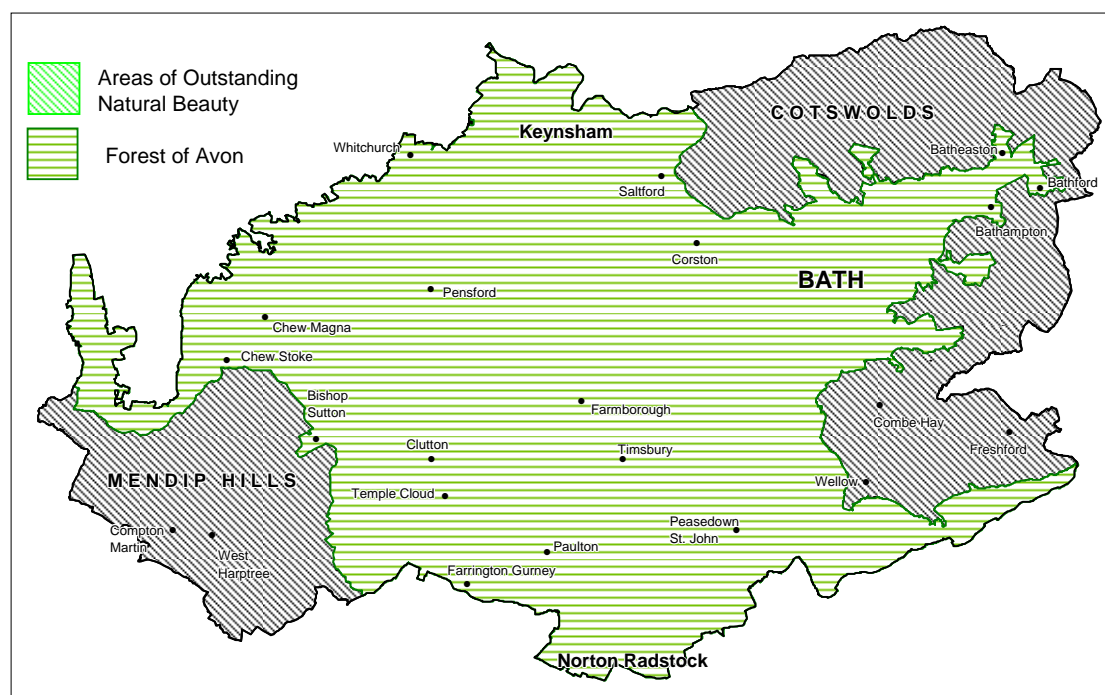 Areas of Outstanding
Natural Beauty
Forest of Avon
COTSWOLDS
Keynsham
Whitchurch
Batheaston
Saltford
Bathford
Bathampton
Corston
BATH
Pensford
Chew Magna
Chew Stoke
Bishop
Sutton
Farmborough
Combe Hay
Clutton
Timsbury
Freshford
MENDIP HILLS
Temple Cloud
Wellow
Compton
Martin
West
Harptree
Peasedown
St. John
Paulton
Farrington Gurney
Norton Radstock